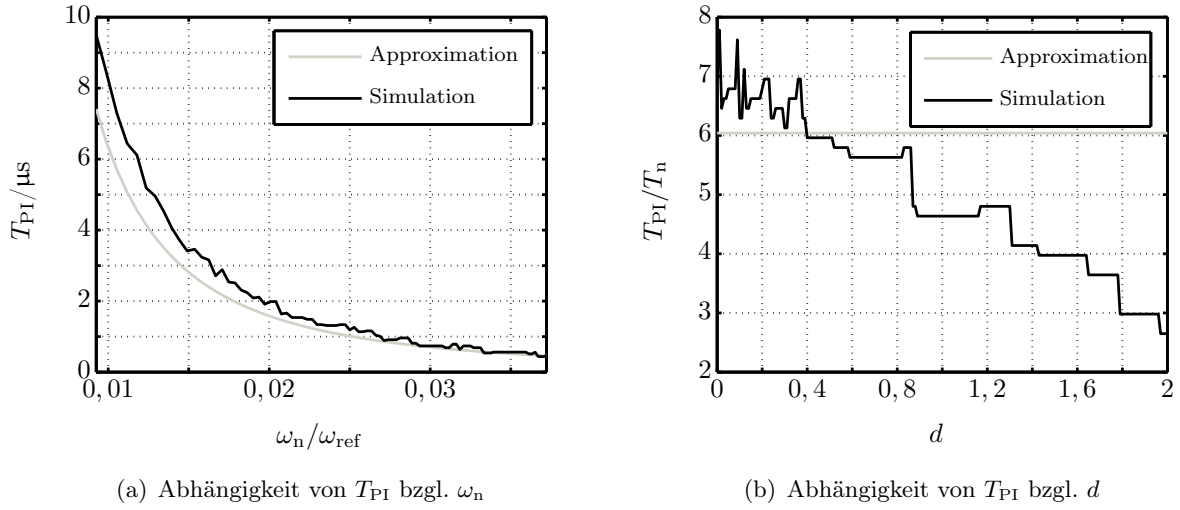 10
8
6
4
2
0
0,01
0,02
0,03
T_PI/μs
ω_n/ω_ref
Approximation
Simulation
(a) Abhängigkeit von T_PI bzgl. ω_n
8
7
6
5
4
3
2
0
0,4
0,8
1,2
1,6
2
T_PI/T_n
d
Approximation
Simulation
(b) Abhängigkeit von T_PI bzgl. d